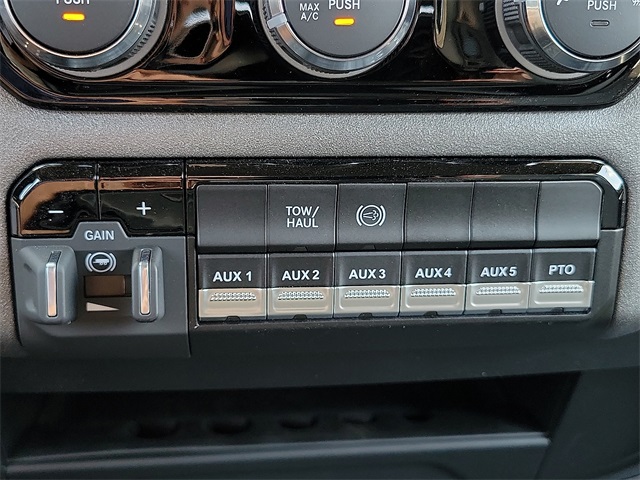 PUSH
MAX
A/C
PUSH
PUSH
− +
GAIN
TOW/
HAUL
AUX 1 AUX 2 AUX 3 AUX 4 AUX 5 PTO